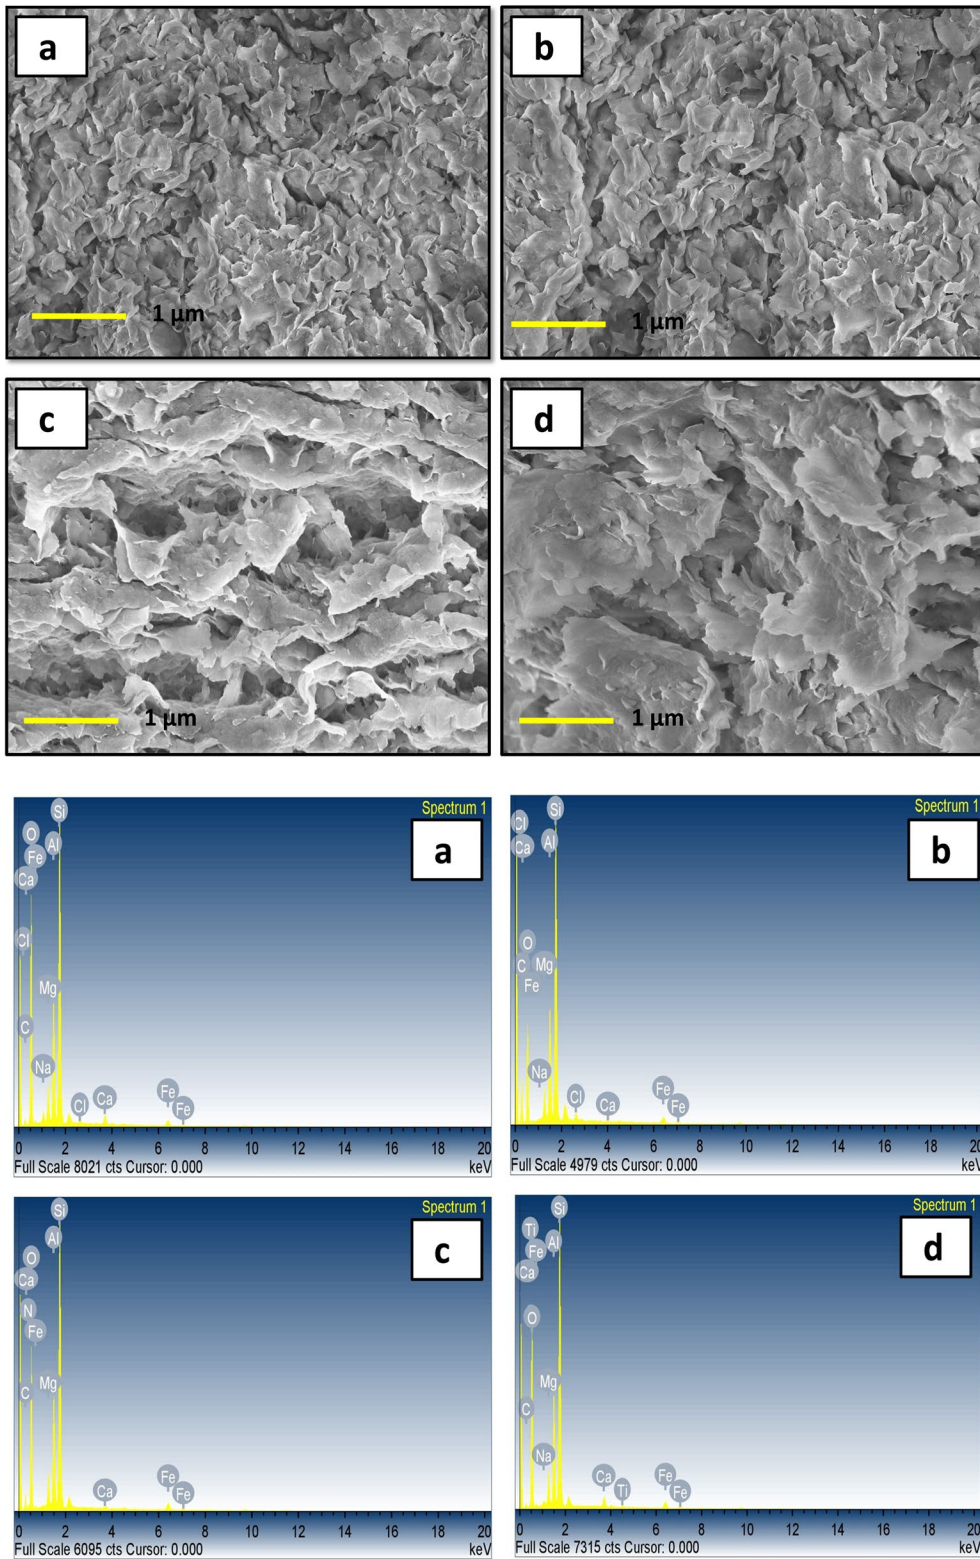 a
b
1 µm
1 µm
c
d
1 µm
1 µm
Spectrum 1
a
Si
O
Al
Fe
Ca
Cl
Mg
C
Na
Cl
Ca
Fe
Fe
0 2 4 6 8 10 12 14 16 18 20
Full Scale 8021 cts Cursor: 0.000 keV
Spectrum 1
b
Si
Cl
Al
Ca
O
C
Mg
Fe
Na
Cl
Ca
Fe
Fe
0 2 4 6 8 10 12 14 16 18 20
Full Scale 4979 cts Cursor: 0.000 keV
Spectrum 1
c
Si
Al
O
Ca
N
Fe
Mg
C
Ca
Fe
Fe
0 2 4 6 8 10 12 14 16 18 20
Full Scale 6095 cts Cursor: 0.000 keV
Spectrum 1
d
Si
Ti
Al
Fe
Ca
O
Mg
C
Na
Ca
Ti
Fe
Fe
0 2 4 6 8 10 12 14 16 18 20
Full Scale 7315 cts Cursor: 0.000 keV